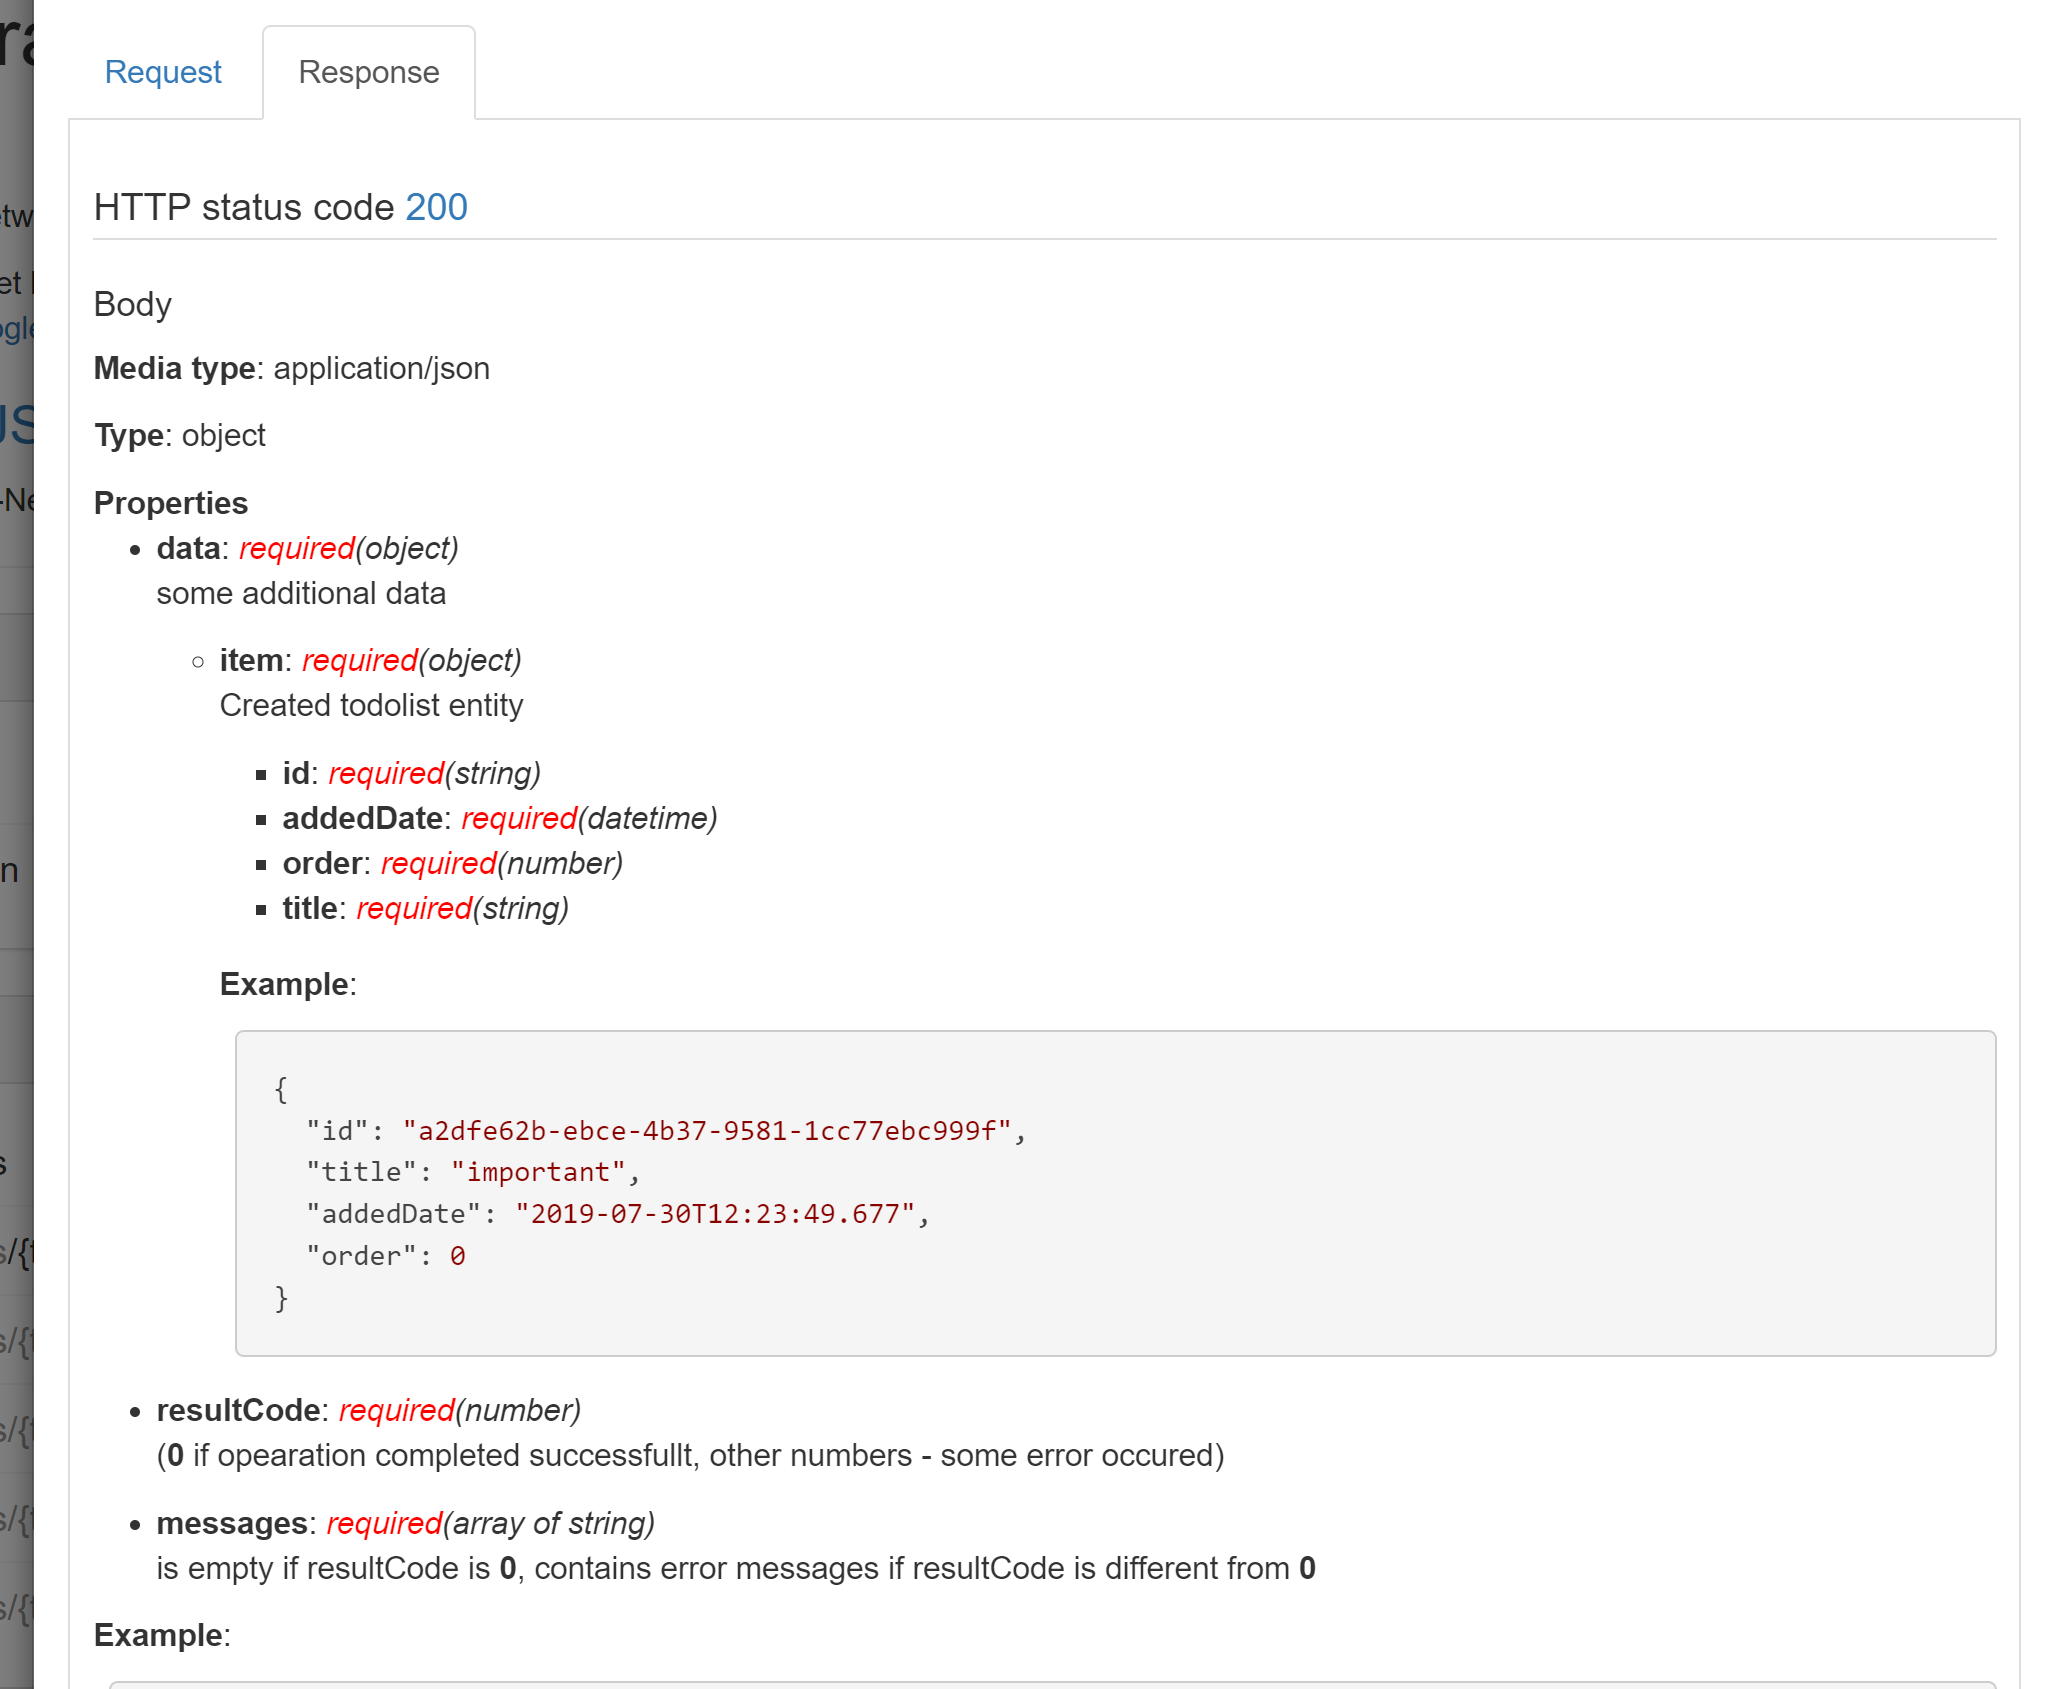 Request
Response
HTTP status code 200
Body
Media type: application/json
Type: object
Properties
data: required(object)
some additional data
item: required(object)
Created todolist entity
id: required(string)
addedDate: required(datetime)
order: required(number)
title: required(string)
Example:
{
"id": "a2dfe62b-ebce-4b37-9581-1cc77ebc999f",
"title": "important",
"addedDate": "2019-07-30T12:23:49.677",
"order": 0
}
resultCode: required(number)
(0 if opearation completed successfullt, other numbers - some error occured)
messages: required(array of string)
is empty if resultCode is 0, contains error messages if resultCode is different from 0
Example: